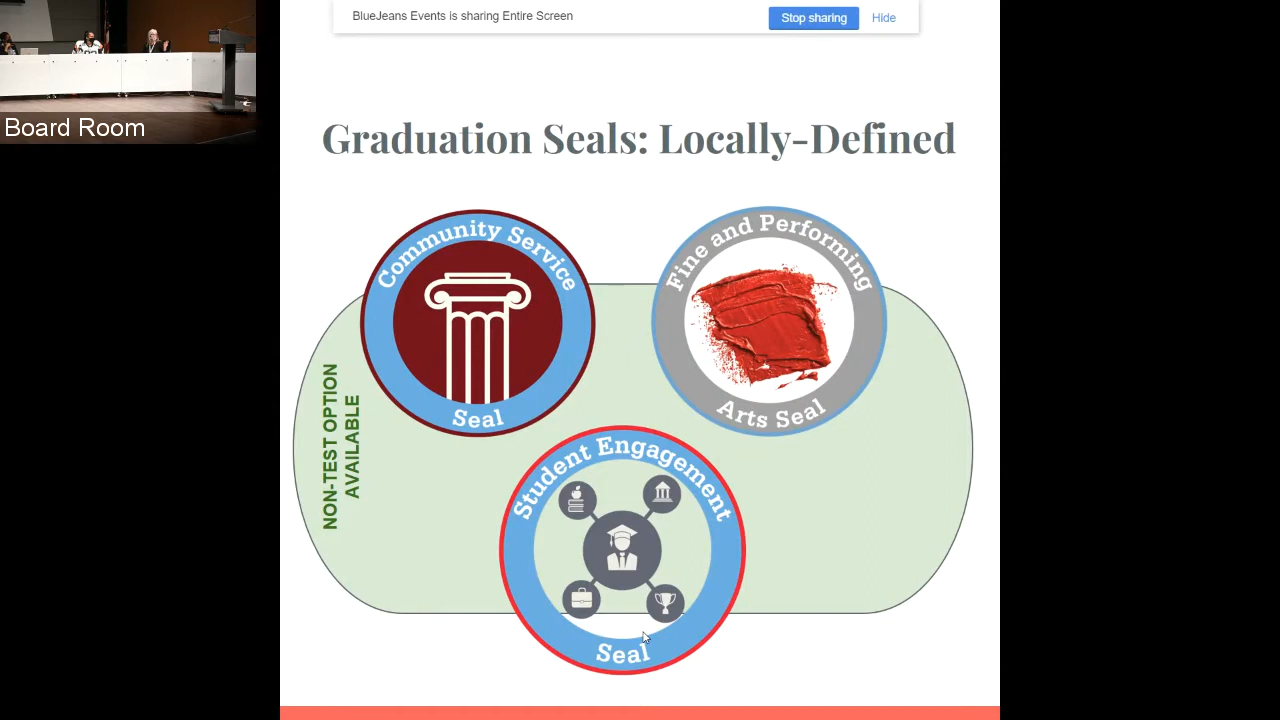 BlueJeans Events is sharing Entire Screen
Stop sharing
Hide
Board Room
Graduation Seals: Locally-Defined
Community Service
Seal
Fine and Performing
Arts Seal
NON-TEST OPTION
AVAILABLE
Student Engagement
Seal